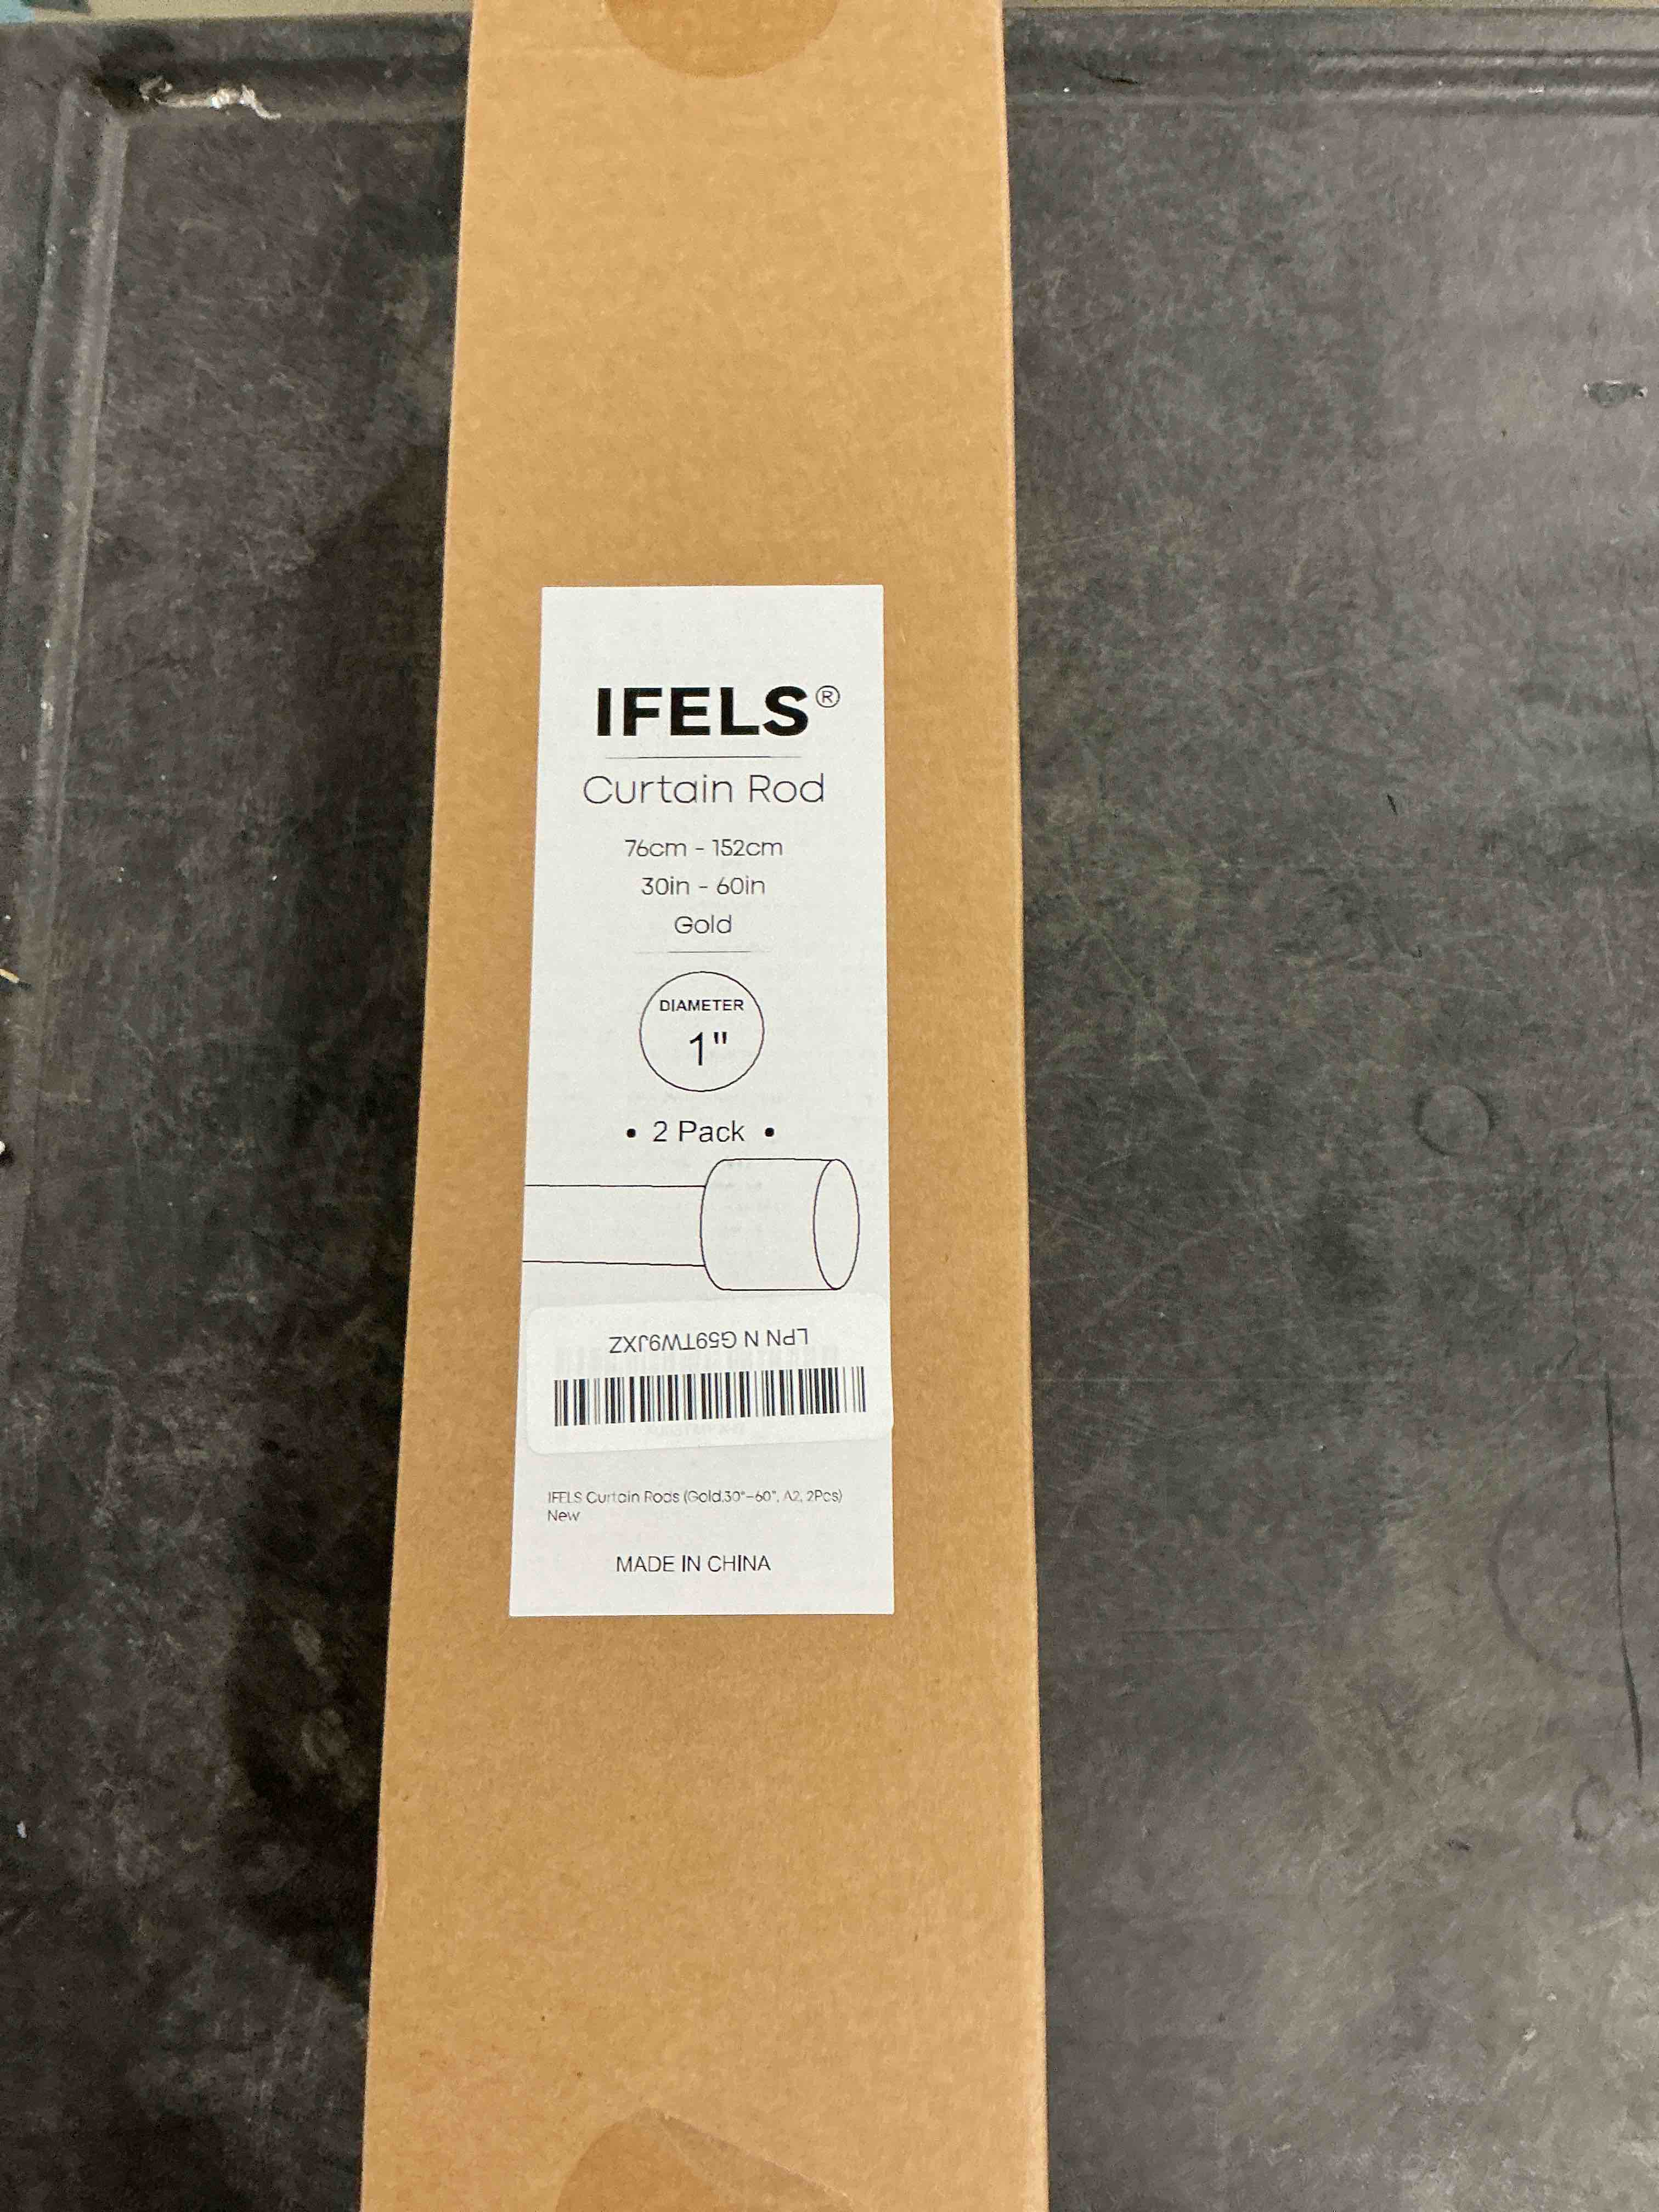 IFELS®
Curtain Rod
76cm - 152cm
30in - 60in
Gold
DIAMETER
1"
• 2 Pack •
LPN N G59TW9JXZ
IFELS Curtain Rods (Gold,30"-60", A2, 2Pcs)
New
MADE IN CHINA